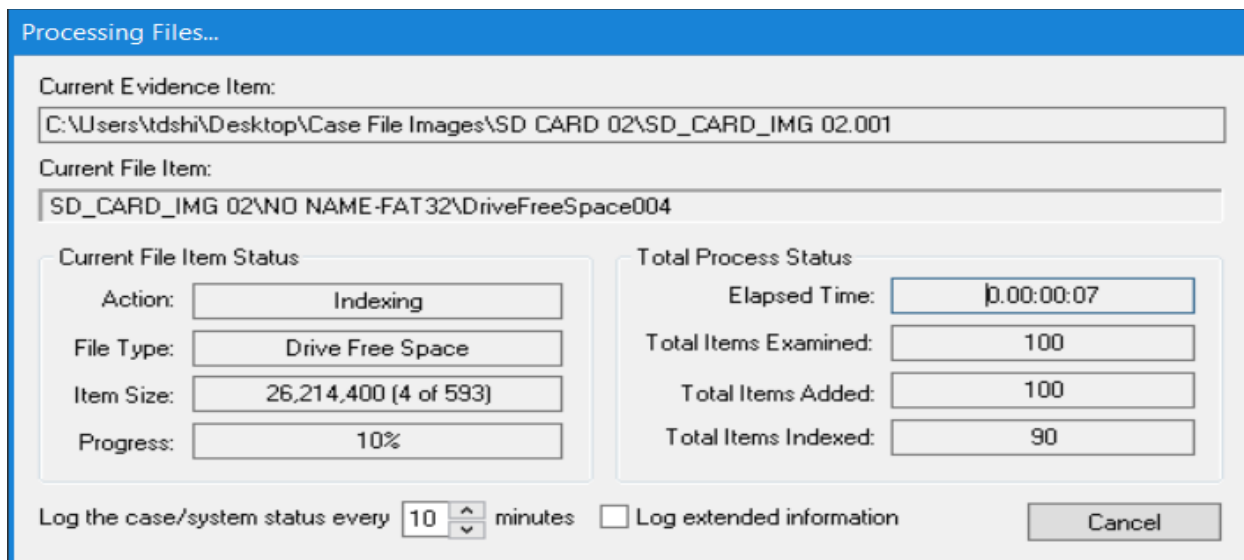 Processing Files...
Current Evidence Item:
C:\Users\tdshi\Desktop\Case File Images\SD CARD 02\SD_CARD_IMG 02.001
Current File Item:
SD_CARD_IMG 02\NO NAME-FAT32\DriveFreeSpace004
Current File Item Status
Action: Indexing
File Type: Drive Free Space
Item Size: 26,214,400 (4 of 593)
Progress: 10%
Total Process Status
Elapsed Time: 0.00:00:07
Total Items Examined: 100
Total Items Added: 100
Total Items Indexed: 90
Log the case/system status every 10 minutes Log extended information Cancel